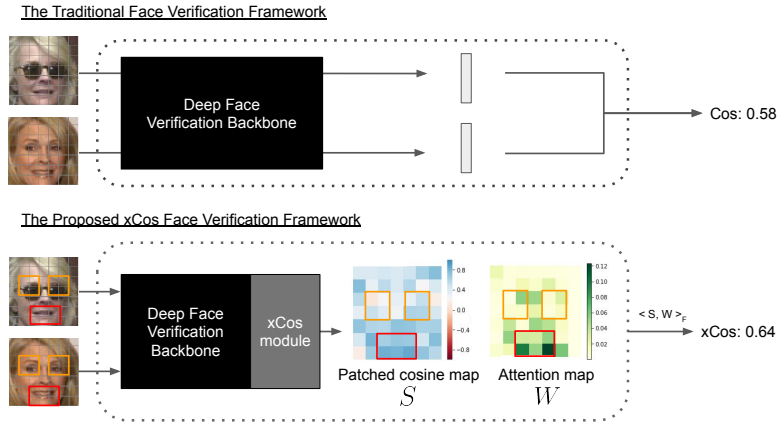 The Traditional Face Verification Framework
Deep Face
Verification Backbone
Cos: 0.58
The Proposed xCos Face Verification Framework
Deep Face
Verification
Backbone
xCos
module
0.8
0.4
0.0
-0.4
-0.8
0.12
0.10
0.08
0.06
0.04
0.02
< S, W >F
xCos: 0.64
Patched cosine map
S
Attention map
W